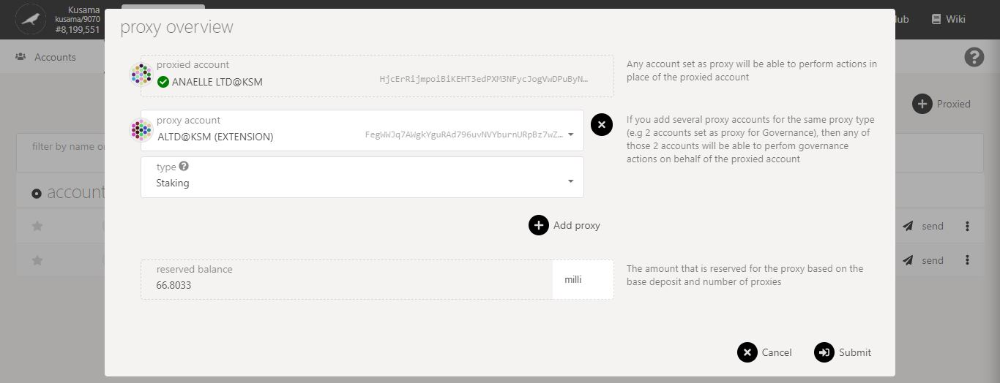 Kusama
kusama/9070
#8,199,551
Wiki
Accounts
proxy overview
proxied account
ANAELLE LTD@KSM
HjcErRijmpoiBiKEHT3edPXM3NFycJogVwDPuByN…
Any account set as proxy will be able to perform actions in
place of the proxied account
Proxied
proxy account
ALTD@KSM (EXTENSION)
FegWWJq7AWgkYguRAd796uvNVYburnURpBz7wZ…
If you add several proxy accounts for the same proxy type
(e.g 2 accounts set as proxy for Governance), then any of
those 2 accounts will be able to perfom governance
actions on behalf of the proxied account
filter by name
type
Staking
account
Add proxy
send
send
reserved balance
66.8033
milli
The amount that is reserved for the proxy based on the
base deposit and number of proxies
Cancel
Submit